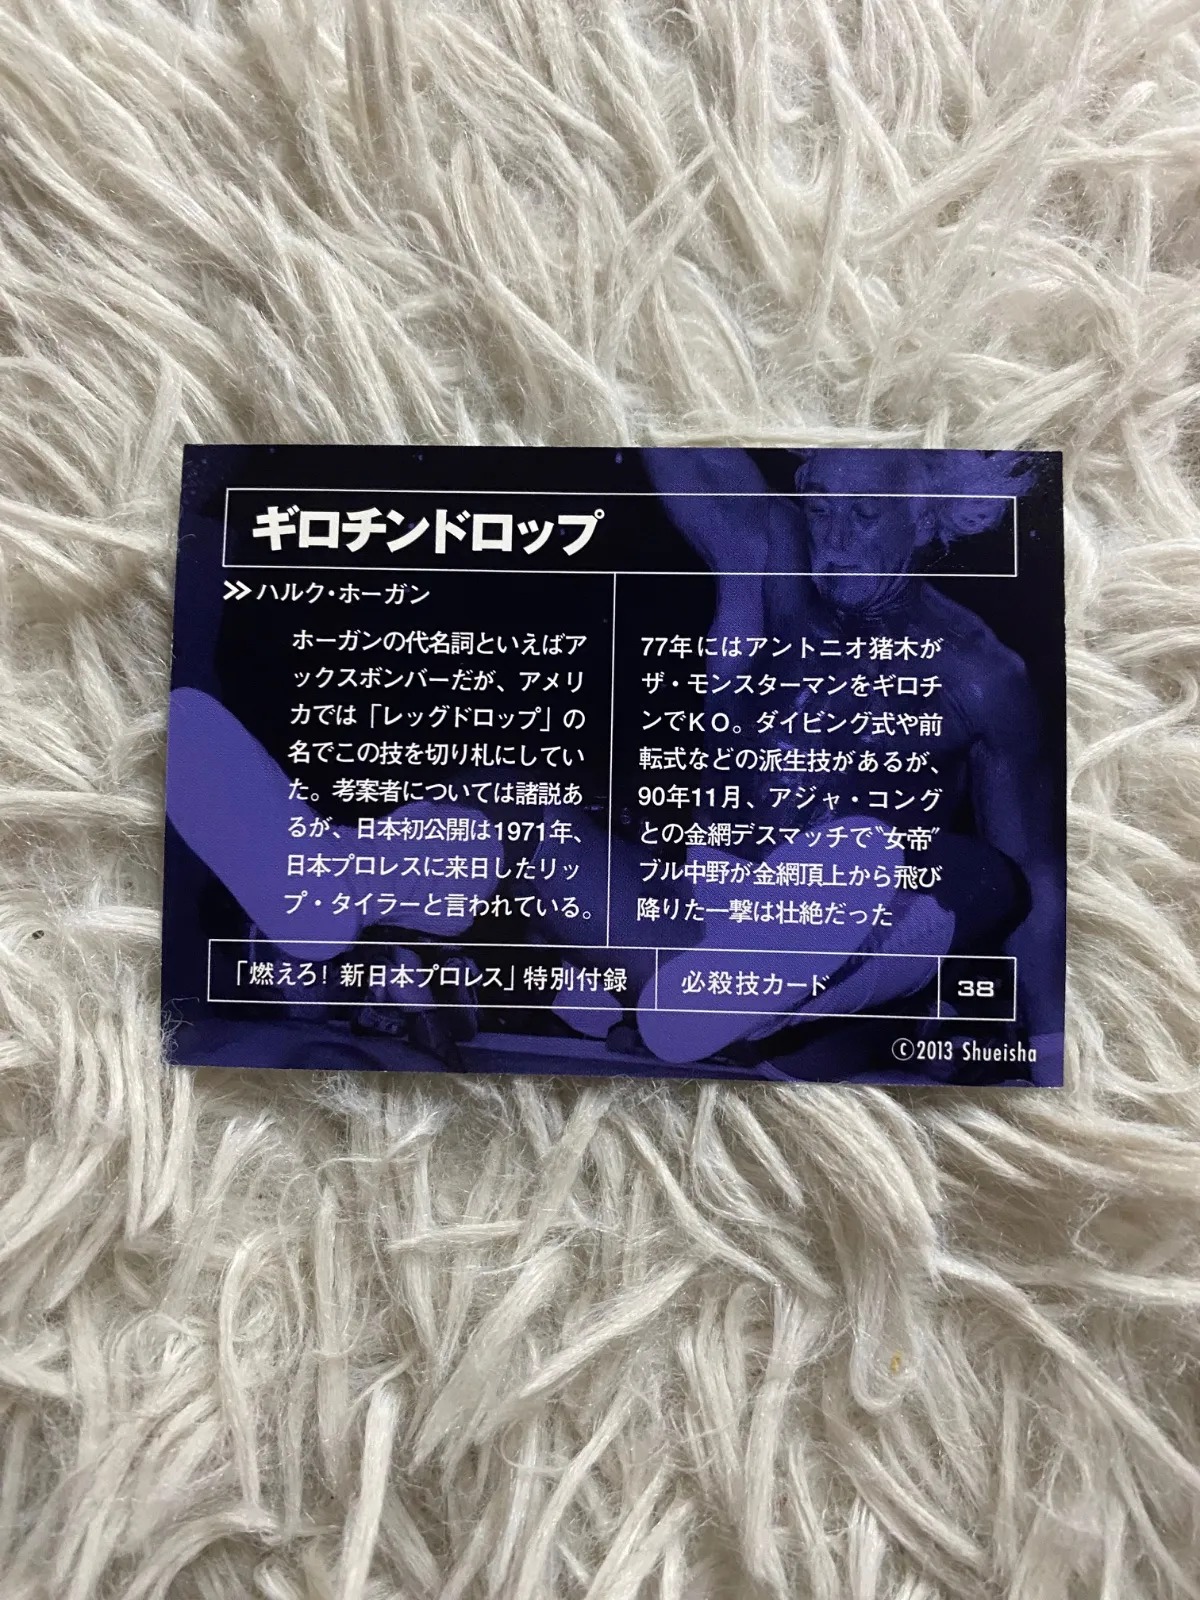 ギロチンドロップ
≫ハルク・ホーガン
ホーガンの代名詞といえばア
ックスボンバーだが、アメリ
カでは「レッグドロップ」の
名でこの技を切り札にしてい
た。考案者については諸説あ
るが、日本初公開は1971年、
日本プロレスに来日したリッ
プ・タイラーと言われている。
77年にはアントニオ猪木が
ザ・モンスターマンをギロチ
ンでKO。ダイビング式や前
転式などの派生技があるが、
90年11月、アジャ・コング
との金網デスマッチで〝女帝〟
ブル中野が金網頂上から飛び
降りた一撃は壮絶だった
「燃えろ！新日本プロレス」特別付録
必殺技カード
38
©2013 Shueisha